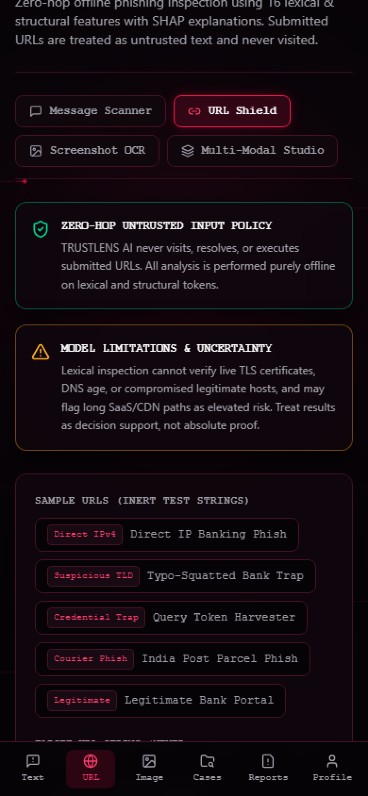 Zero-hop offline phishing inspection using 16 lexical &
structural features with SHAP explanations. Submitted
URLs are treated as untrusted text and never visited.
Message Scanner
URL Shield
Screenshot OCR
Multi-Modal Studio
ZERO-HOP UNTRUSTED INPUT POLICY
TRUSTLENS AI never visits, resolves, or executes
submitted URLs. All analysis is performed purely offline
on lexical and structural tokens.
MODEL LIMITATIONS & UNCERTAINTY
Lexical inspection cannot verify live TLS certificates,
DNS age, or compromised legitimate hosts, and may
flag long SaaS/CDN paths as elevated risk. Treat results
as decision support, not absolute proof.
SAMPLE URLS (INERT TEST STRINGS)
Direct IPv4 Direct IP Banking Phish
Suspicious TLD Typo-Squatted Bank Trap
Credential Trap Query Token Harvester
Courier Phish India Post Parcel Phish
Legitimate Legitimate Bank Portal
Text
URL
Image
Cases
Reports
Profile